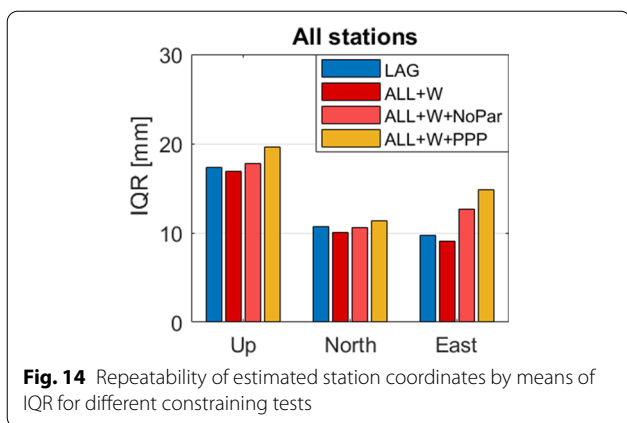 All stations
30
20
10
0
IQR [mm]
LAG
ALL+W
ALL+W+NoPar
ALL+W+PPP
Up North East
Fig. 14 Repeatability of estimated station coordinates by means of
IQR for different constraining tests